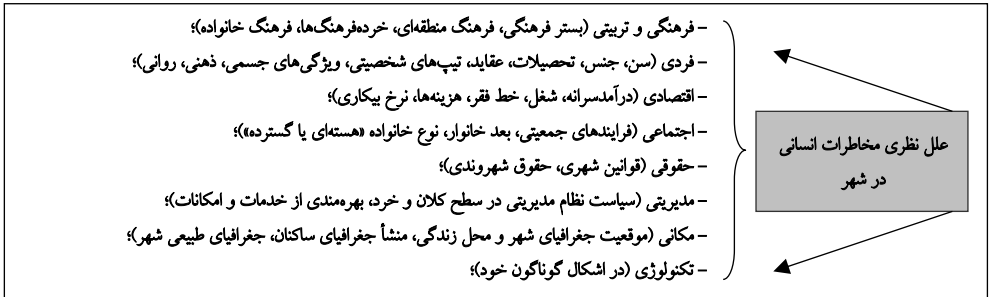 علل نظری مخاطرات انسانی
در شهر
– فرهنگی و تربیتی (بستر فرهنگی، فرهنگ منطقه‌ای، خرده‌فرهنگ‌ها، فرهنگ خانواده)؛
– فردی (سن، جنس، تحصیلات، عقاید، تیپ‌های شخصیتی، ویژگی‌های جسمی، ذهنی، روانی)؛
– اقتصادی (درآمدسرانه، شغل، خط فقر، هزینه‌ها، نرخ بیکاری)؛
– اجتماعی (فرایندهای جمعیتی، بعد خانوار، نوع خانواده «هسته‌ای یا گسترده»)؛
– حقوقی (قوانین شهری، حقوق شهروندی)؛
– مدیریتی (سیاست نظام مدیریتی در سطح کلان و خرد، بهره‌مندی از خدمات و امکانات)؛
– مکانی (موقعیت جغرافیای شهر و محل زندگی، منشأ جغرافیای ساکنان، جغرافیای طبیعی شهر)؛
– تکنولوژی (در اشکال گوناگون خود)؛